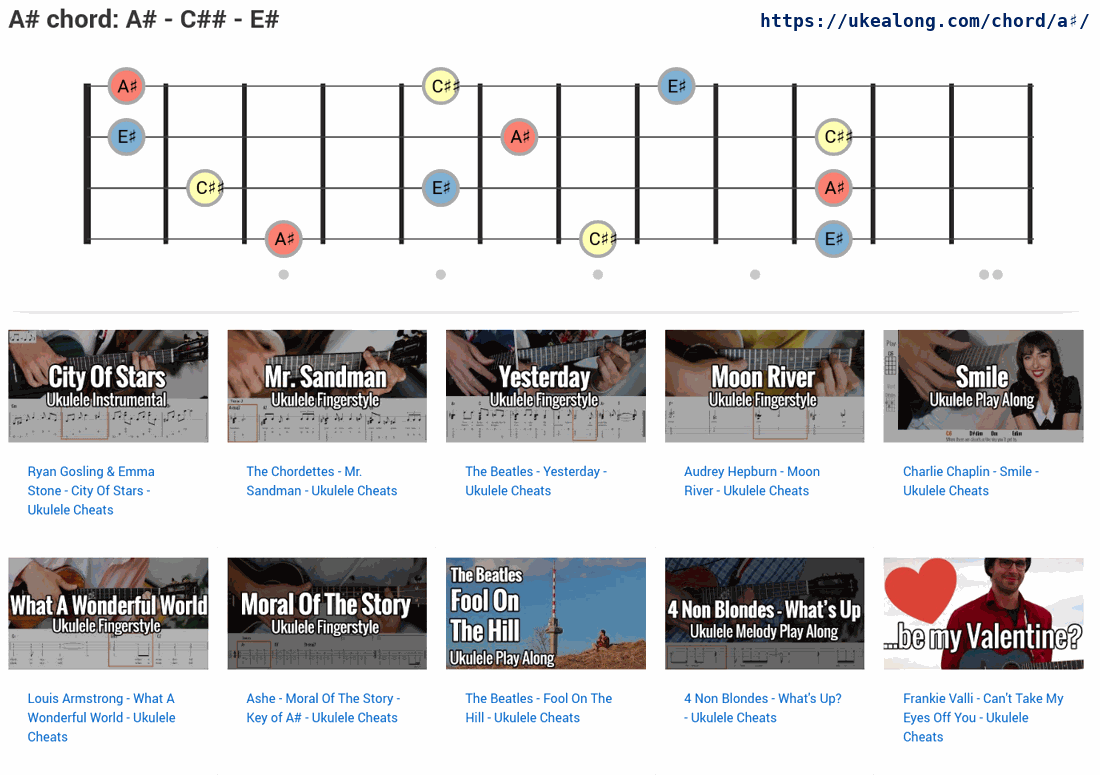 A# chord: A# - C## - E#
https://ukealong.com/chord/a♯/
A♯ C♯♯ E♯
E♯ A♯ C♯♯
C♯♯ E♯ A♯
A♯ C♯♯ E♯
City Of Stars
Ukulele Instrumental
Mr. Sandman
Ukulele Fingerstyle
Yesterday
Ukulele Fingerstyle
Moon River
Ukulele Fingerstyle
Smile
Ukulele Play Along
Ryan Gosling & Emma
Stone - City Of Stars -
Ukulele Cheats
The Chordettes - Mr.
Sandman - Ukulele Cheats
The Beatles - Yesterday -
Ukulele Cheats
Audrey Hepburn - Moon
River - Ukulele Cheats
Charlie Chaplin - Smile -
Ukulele Cheats
What A Wonderful World
Ukulele Fingerstyle
Moral Of The Story
Ukulele Fingerstyle
The Beatles
Fool On
The Hill
Ukulele Play Along
4 Non Blondes - What's Up
Ukulele Melody Play Along
...be my Valentine?
Louis Armstrong - What A
Wonderful World - Ukulele
Cheats
Ashe - Moral Of The Story -
Key of A# - Ukulele Cheats
The Beatles - Fool On The
Hill - Ukulele Cheats
4 Non Blondes - What's Up?
- Ukulele Cheats
Frankie Valli - Can't Take My
Eyes Off You - Ukulele
Cheats